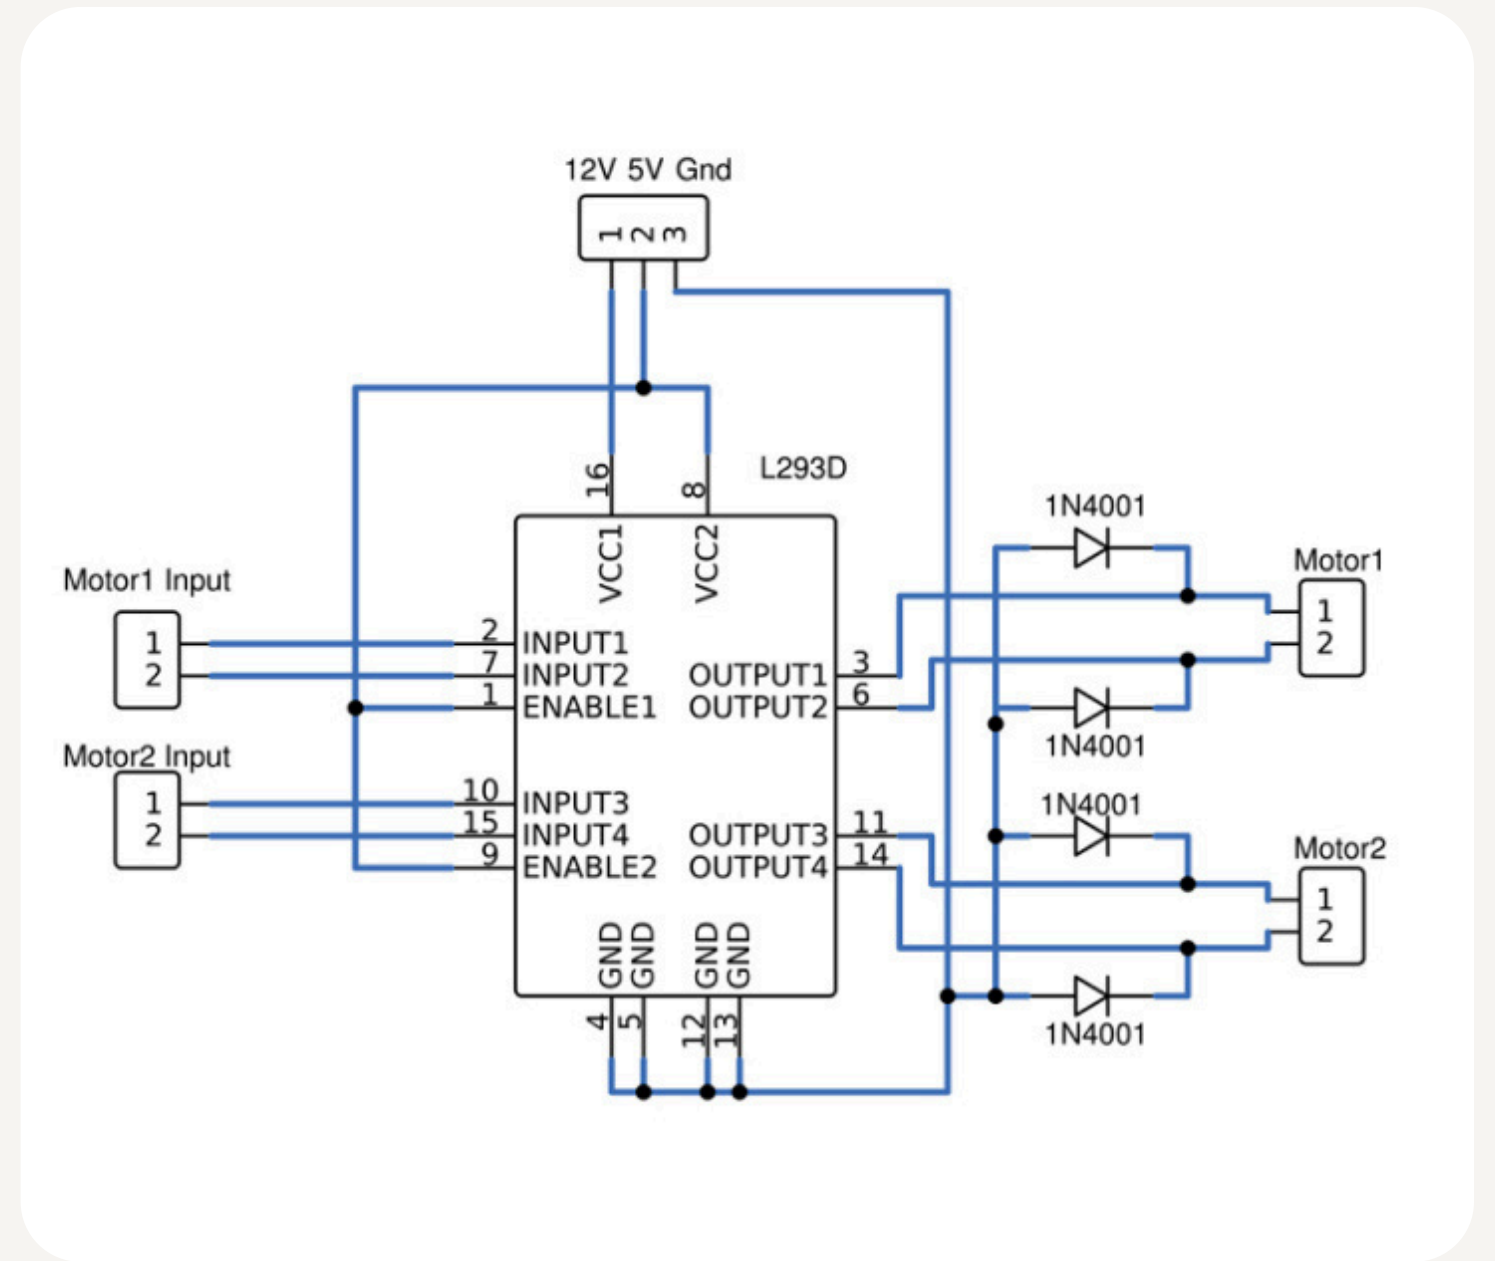 12V 5V Gnd
1 2 3
L293D
16 8
VCC1 VCC2
1N4001
Motor1
1
2
Motor1 Input
1
2
2 INPUT1
7 INPUT2
1 ENABLE1
OUTPUT1 3
OUTPUT2 6
1N4001
Motor2 Input
1
2
10 INPUT3
15 INPUT4
9 ENABLE2
OUTPUT3 11
OUTPUT4 14
1N4001
Motor2
1
2
GND GND GND GND
4 5 12 13
1N4001